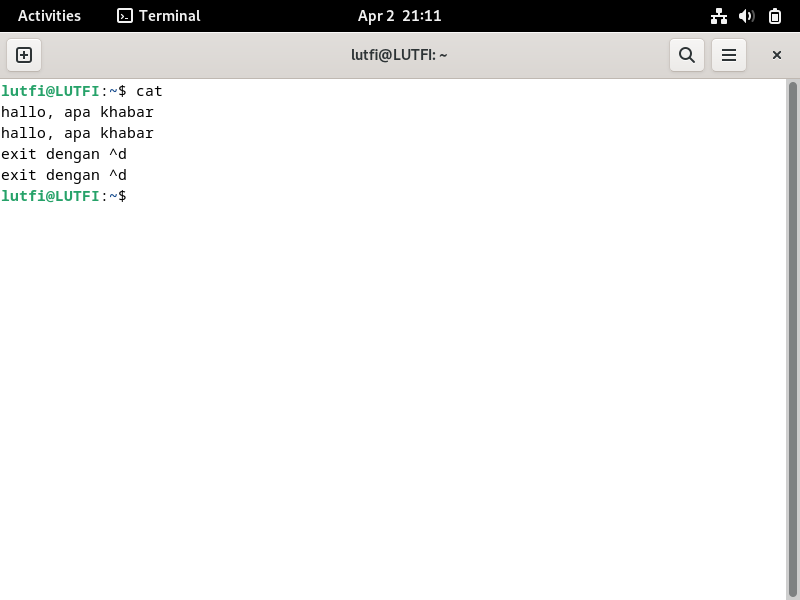 Activities Terminal Apr 2 21:11
lutfi@LUTFI: ~
lutfi@LUTFI:~$ cat
hallo, apa khabar
hallo, apa khabar
exit dengan ^d
exit dengan ^d
lutfi@LUTFI:~$